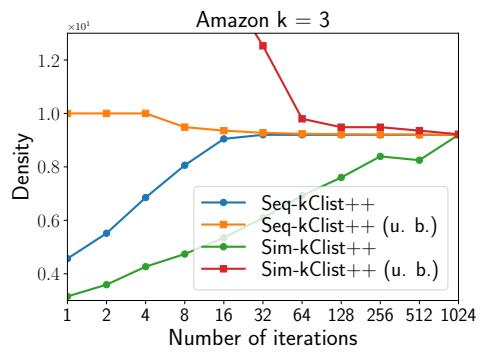 Amazon k = 3
×10¹
1.2
1.0
0.8
0.6
0.4
Density
Seq-kClist++
Seq-kClist++ (u. b.)
Sim-kClist++
Sim-kClist++ (u. b.)
1 2 4 8 16 32 64 128 256 512 1024
Number of iterations